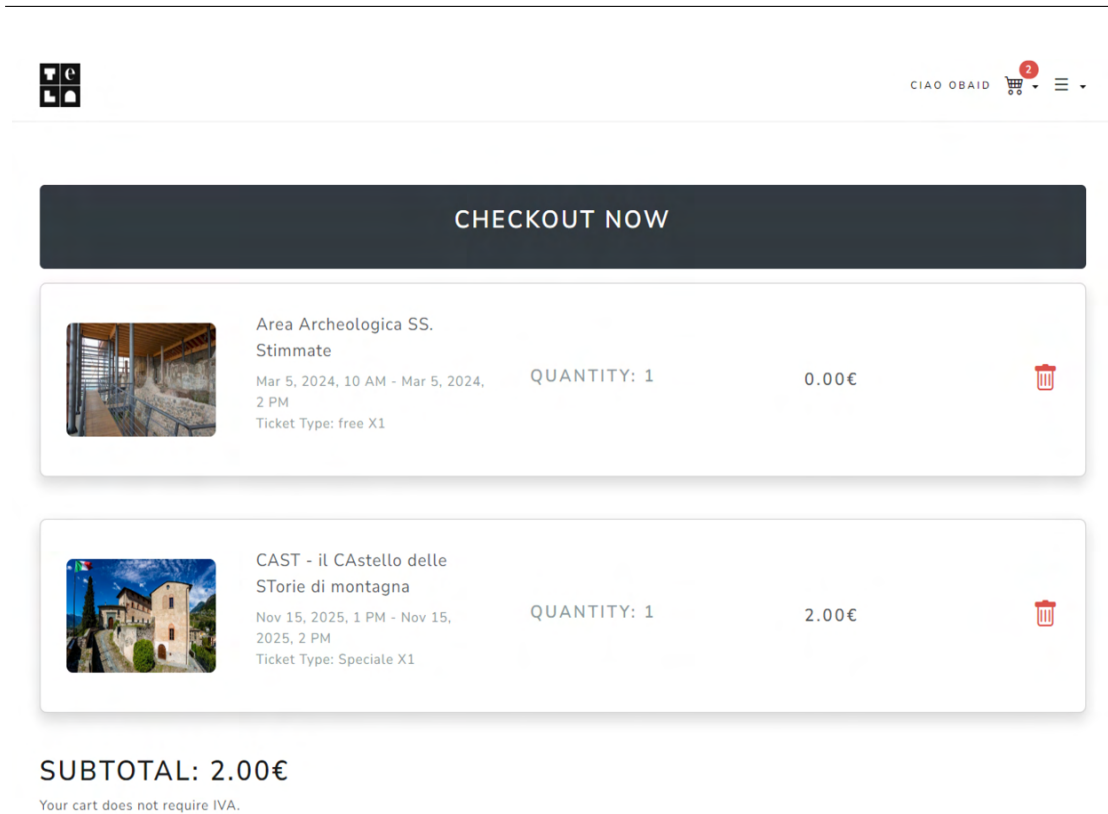 Te
La
CIAO OBAID
2
CHECKOUT NOW
Area Archeologica SS.
Stimmate
Mar 5, 2024, 10 AM - Mar 5, 2024,
2 PM
Ticket Type: free X1
QUANTITY: 1
0.00€
CAST - il CAstello delle
STorie di montagna
Nov 15, 2025, 1 PM - Nov 15,
2025, 2 PM
Ticket Type: Speciale X1
QUANTITY: 1
2.00€
SUBTOTAL: 2.00€
Your cart does not require IVA.